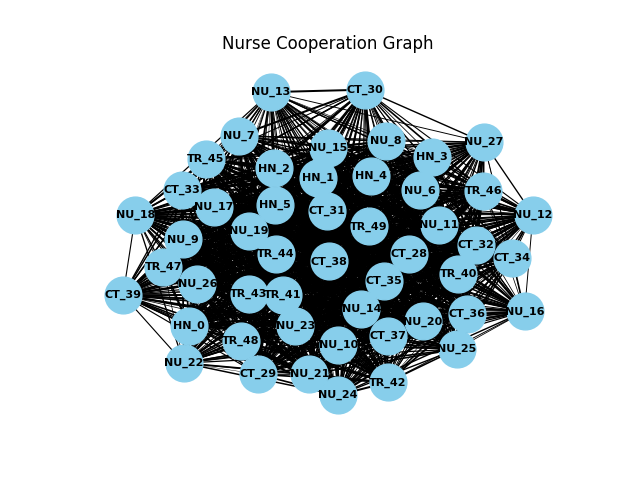 Nurse Cooperation Graph
NU_13
CT_30
NU_7
NU_15
NU_8
NU_27
TR_45
HN_2
HN_1
HN_4
HN_3
CT_33
NU_6
TR_46
NU_18
NU_17
HN_5
CT_31
NU_12
NU_9
NU_19
TR_49
NU_11
CT_32
TR_47
TR_44
CT_38
CT_28
CT_34
TR_40
CT_39
NU_26
TR_43
TR_41
CT_35
HN_0
NU_23
NU_14
NU_20
CT_36
NU_16
TR_48
NU_10
CT_37
NU_25
NU_22
CT_29
NU_21
TR_42
NU_24